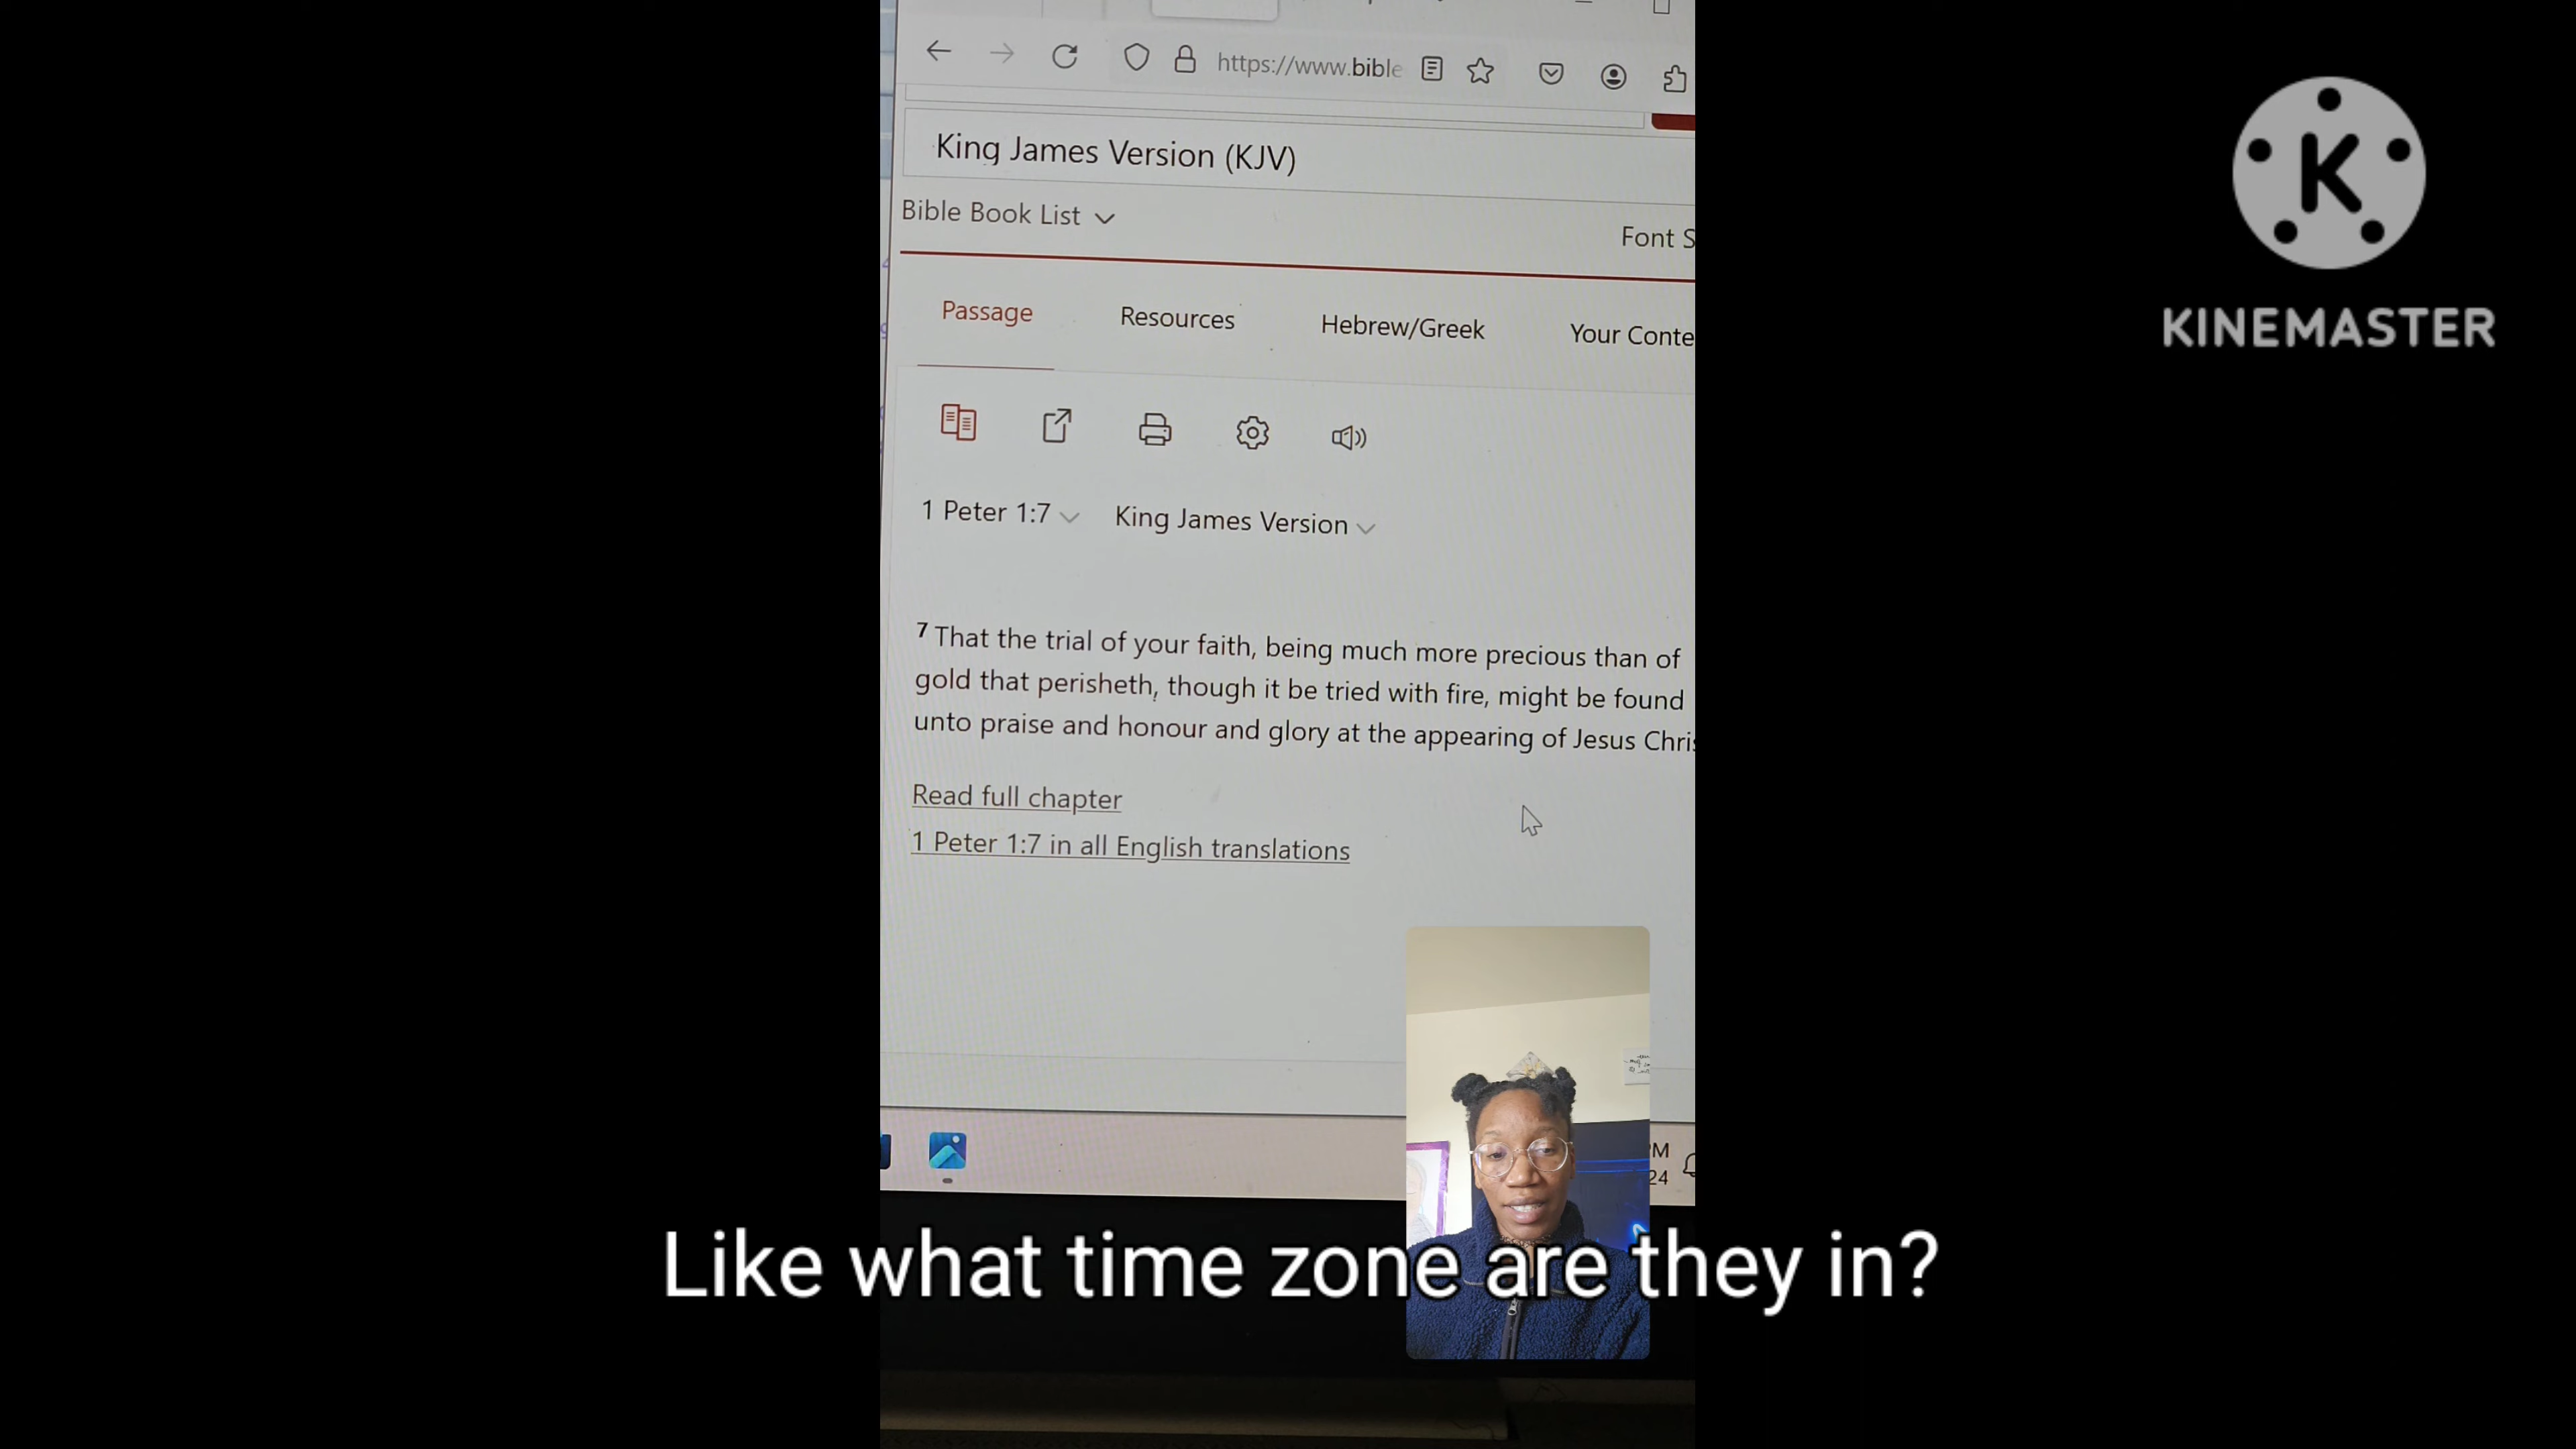 https://www.bible
King James Version (KJV)
Bible Book List
Font S
Passage Resources Hebrew/Greek Your Conte
1 Peter 1:7 King James Version
7 That the trial of your faith, being much more precious than of
gold that perisheth, though it be tried with fire, might be found
unto praise and honour and glory at the appearing of Jesus Chris
Read full chapter
1 Peter 1:7 in all English translations
PM
24
Like what time zone are they in?
K
KINEMASTER